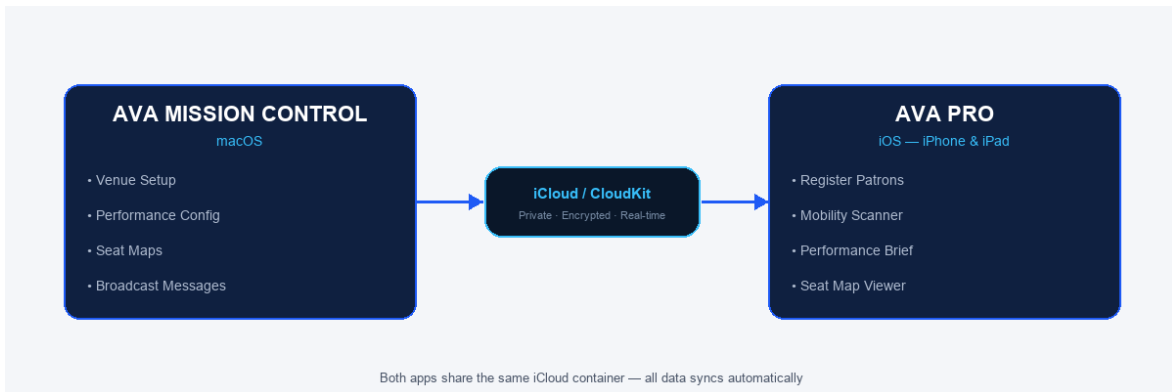 AVA MISSION CONTROL
macOS
• Venue Setup
• Performance Config
• Seat Maps
• Broadcast Messages
iCloud / CloudKit
Private · Encrypted · Real-time
AVA PRO
iOS — iPhone & iPad
• Register Patrons
• Mobility Scanner
• Performance Brief
• Seat Map Viewer
Both apps share the same iCloud container — all data syncs automatically